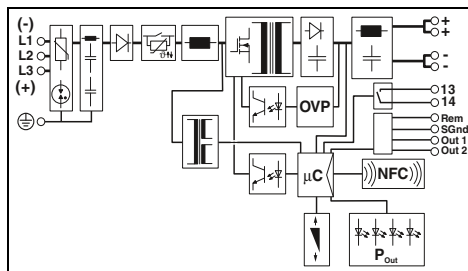 (-)
L1
L2
L3
(+)
ϑ
+
+
-
-
OVP
13
14
Rem
SGnd
Out 1
Out 2
µC
NFC
P Out